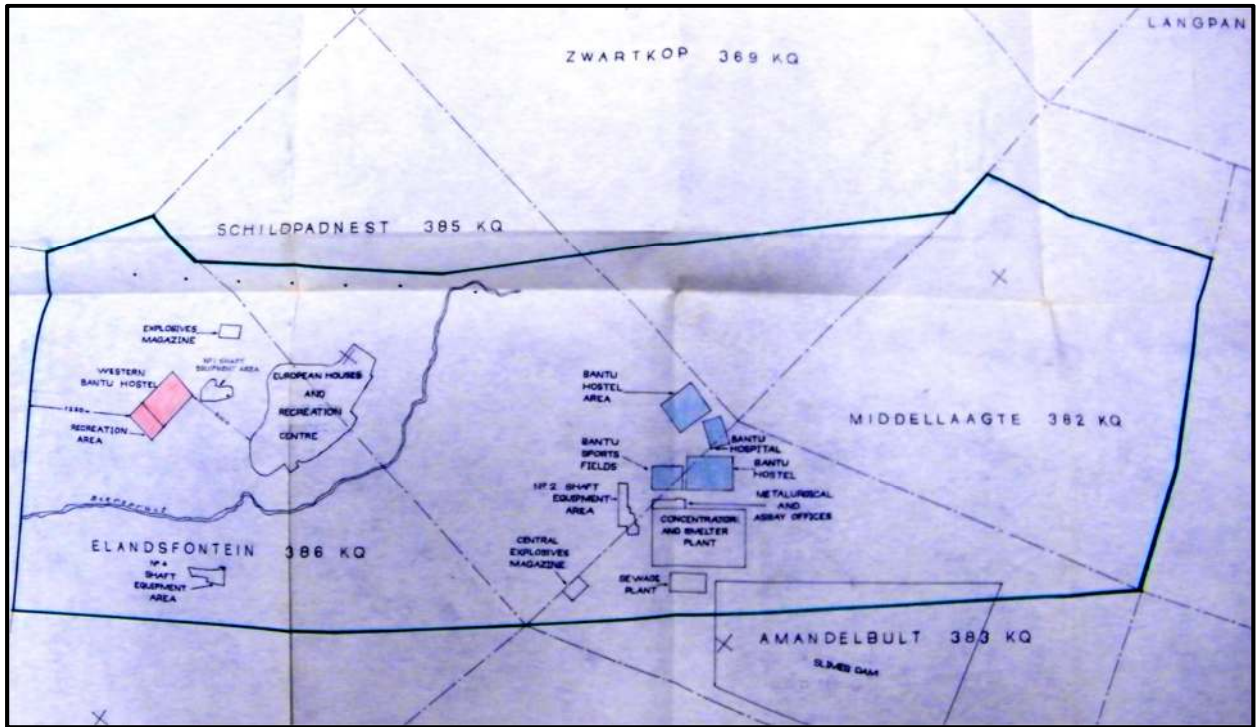 LANGPAN
ZWARTKOP 369 KQ
SCHILDPADNEST 385 KQ
EXPLOSIVES
MAGAZINE
Nº1 SHAFT
EQUIPMENT AREA
WESTERN
BANTU HOSTEL
RECREATION
AREA
EUROPEAN HOUSES
AND
RECREATION
CENTRE
BANTU
HOSTEL
AREA
MIDDELLAAGTE 382 KQ
BANTU
HOSPITAL
BANTU
SPORTS
FIELDS
BANTU
HOSTEL
Nº 2 SHAFT
EQUIPMENT
AREA
METALURGICAL
AND
ASSAY OFFICES
CONCENTRATOR
AND SMELTER
PLANT
ELANDSFONTEIN 386 KQ
Nº 4
SHAFT
EQUIPMENT
AREA
CENTRAL
EXPLOSIVES
MAGAZINE
SEWAGE
PLANT
AMANDELBULT 383 KQ
SLIMES DAM